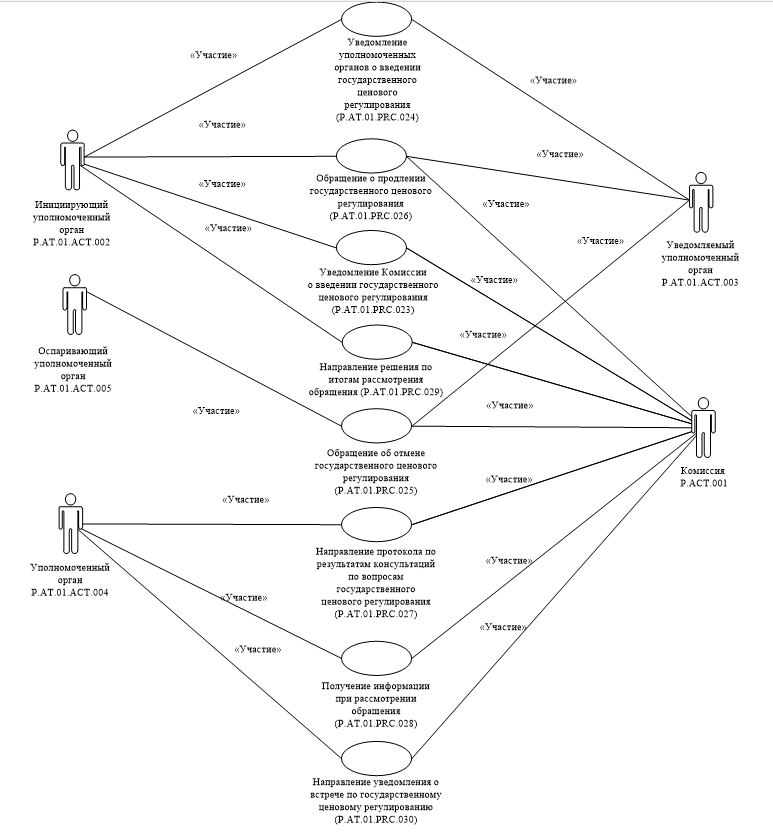 «Участие»
Уведомление
уполномоченных
органов о введении
государственного
ценового
регулирования
(P.AT.01.PRC.024)
«Участие»
«Участие»
«Участие»
Обращение о продлении
государственного ценового
регулирования
(P.AT.01.PRC.026)
«Участие»
«Участие»
«Участие»
Инициирующий
уполномоченный
орган
P.AT.01.ACT.002
«Участие»
«Участие»
Уведомляемый
уполномоченный
орган
P.AT.01.ACT.003
Уведомление Комиссии
о введении государственного
ценового регулирования
(P.AT.01.PRC.023)
«Участие»
«Участие»
Оспаривающий
уполномоченный
орган
P.AT.01.ACT.005
Направление решения по
итогам рассмотрения
обращения (P.AT.01.PRC.029)
«Участие»
«Участие»
Обращение об отмене
государственного ценового
регулирования
(P.AT.01.PRC.025)
Комиссия
P.ACT.001
«Участие»
«Участие»
Направление протокола по
результатам консультаций
по вопросам
государственного
ценового регулирования
(P.AT.01.PRC.027)
Уполномоченный
орган
P.AT.01.ACT.004
«Участие»
«Участие»
«Участие»
«Участие»
Получение информации
при рассмотрении
обращения
(P.AT.01.PRC.028)
Направление уведомления о
встрече по государственному
ценовому регулированию
(P.AT.01.PRC.030)